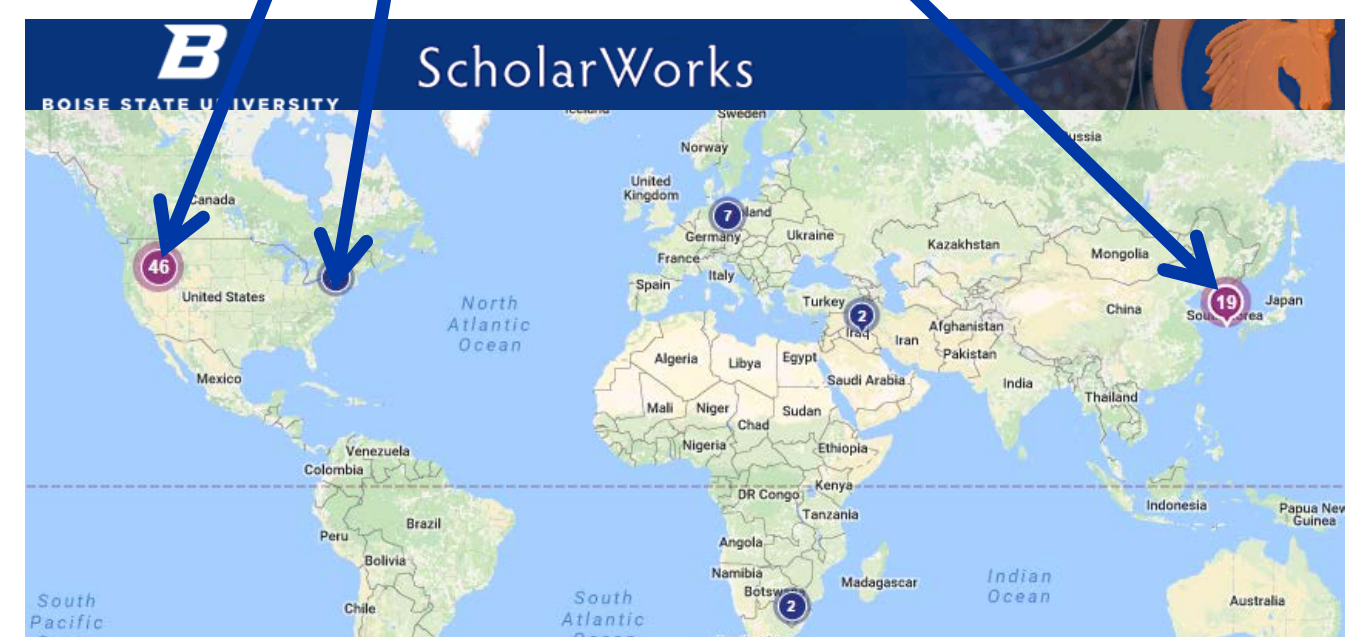 B
BOISE STATE UNIVERSITY
ScholarWorks
Sweden
Norway
United
Kingdom
7
Germany
Ukraine
France
Italy
Spain
Turkey
2
Iraq
Iran
Kazakhstan
Mongolia
China
Japan
19
Afghanistan
Pakistan
India
Thailand
Saudi Arabia
Canada
46
United States
Mexico
North
Atlantic
Ocean
Algeria
Libya
Egypt
Mali
Niger
Chad
Sudan
Nigeria
Ethiopia
Venezuela
Colombia
DR Congo
Kenya
Tanzania
Brazil
Peru
Bolivia
Angola
Namibia
Madagascar
2
Chile
South
Pacific
South
Atlantic
Ocean
Indian
Ocean
Indonesia
Papua New
Guinea
Australia